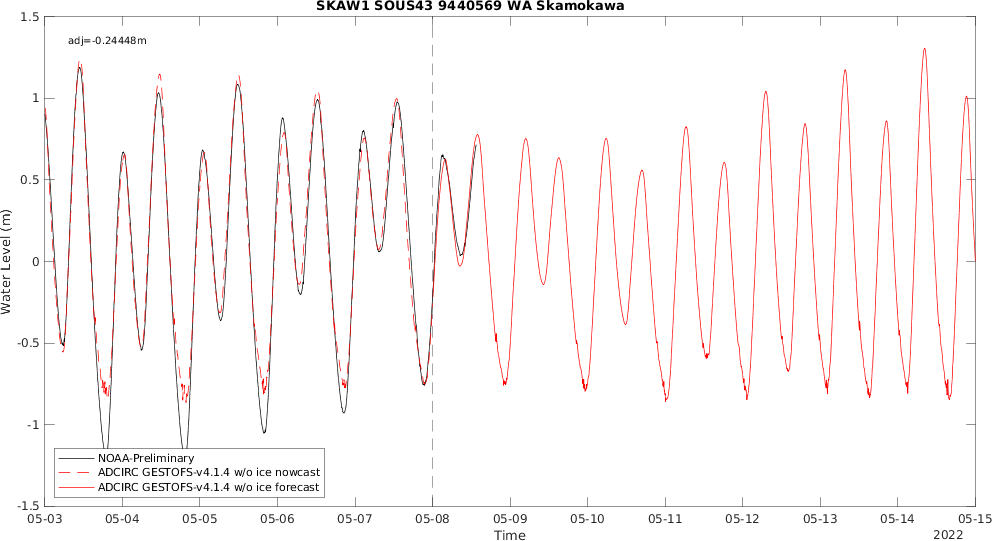 SKAW1 SOUS43 9440569 WA Skamokawa
adj=-0.24448m
1.5
1
0.5
0
-0.5
-1
-1.5
Water Level (m)
NOAA-Preliminary
ADCIRC GESTOFS-v4.1.4 w/o ice nowcast
ADCIRC GESTOFS-v4.1.4 w/o ice forecast
05-03 05-04 05-05 05-06 05-07 05-08 05-09 05-10 05-11 05-12 05-13 05-14 05-15
Time
2022